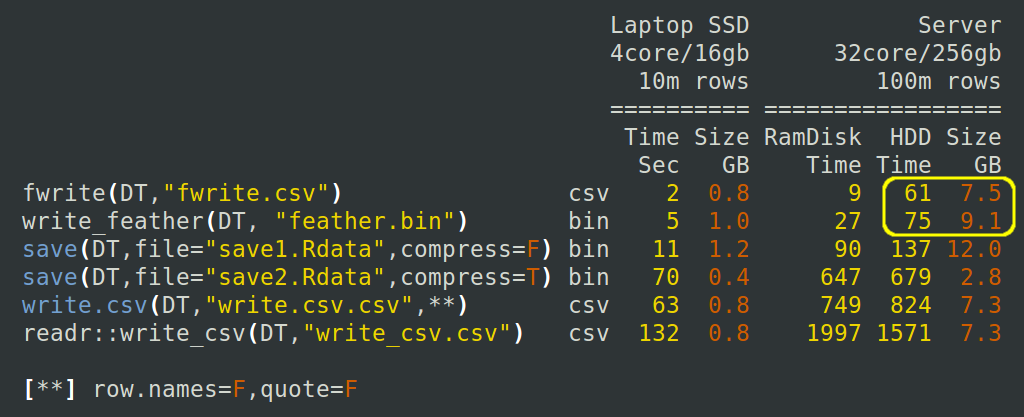 Laptop SSD Server
4core/16gb 32core/256gb
10m rows 100m rows
========== =================
Time Size RamDisk HDD Size
Sec GB Time Time GB
fwrite(DT,"fwrite.csv") csv 2 0.8 9 61 7.5
write_feather(DT, "feather.bin") bin 5 1.0 27 75 9.1
save(DT,file="save1.Rdata",compress=F) bin 11 1.2 90 137 12.0
save(DT,file="save2.Rdata",compress=T) bin 70 0.4 647 679 2.8
write.csv(DT,"write.csv.csv",**) csv 63 0.8 749 824 7.3
readr::write_csv(DT,"write_csv.csv") csv 132 0.8 1997 1571 7.3
[**] row.names=F,quote=F